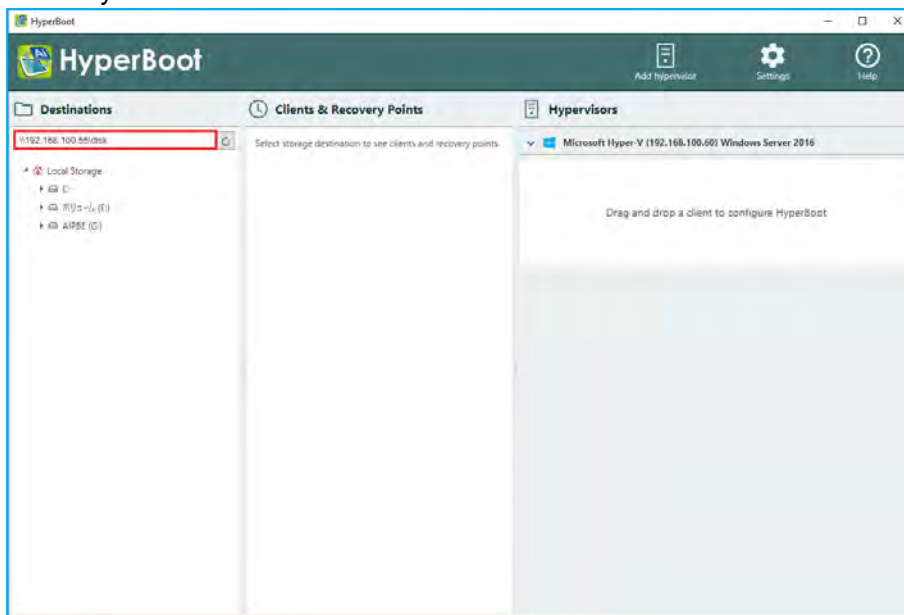 HyperBoot
HyperBoot
Add hypervisor
Settings
Help
Destinations
Clients & Recovery Points
Hypervisors
\\192.168.100.66\disk
Select storage destination to see clients and recovery points.
Microsoft Hyper-V (192.168.100.60) Windows Server 2016
Local Storage
C:
ボリューム (E:)
AIPBE (G:)
Drag and drop a client to configure HyperBoot